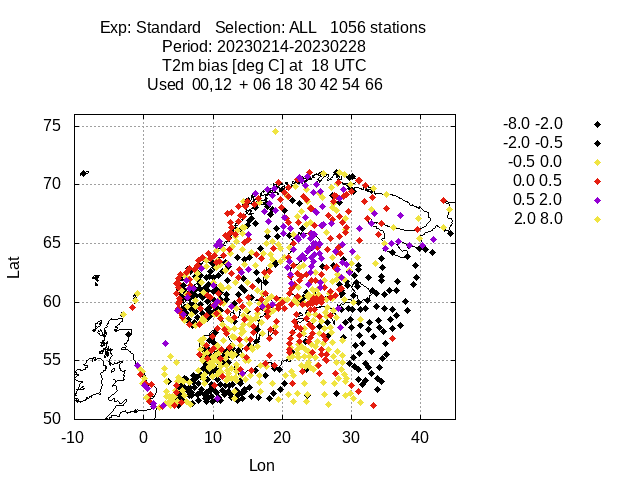 Exp: Standard   Selection: ALL   1056 stations
Period: 20230214-20230228
T2m bias [deg C] at  18 UTC
Used  00,12  + 06 18 30 42 54 66
-8.0 -2.0
-2.0 -0.5
-0.5 0.0
0.0 0.5
0.5 2.0
2.0 8.0
75
70
65
60
55
50
Lat
-10 0 10 20 30 40
Lon